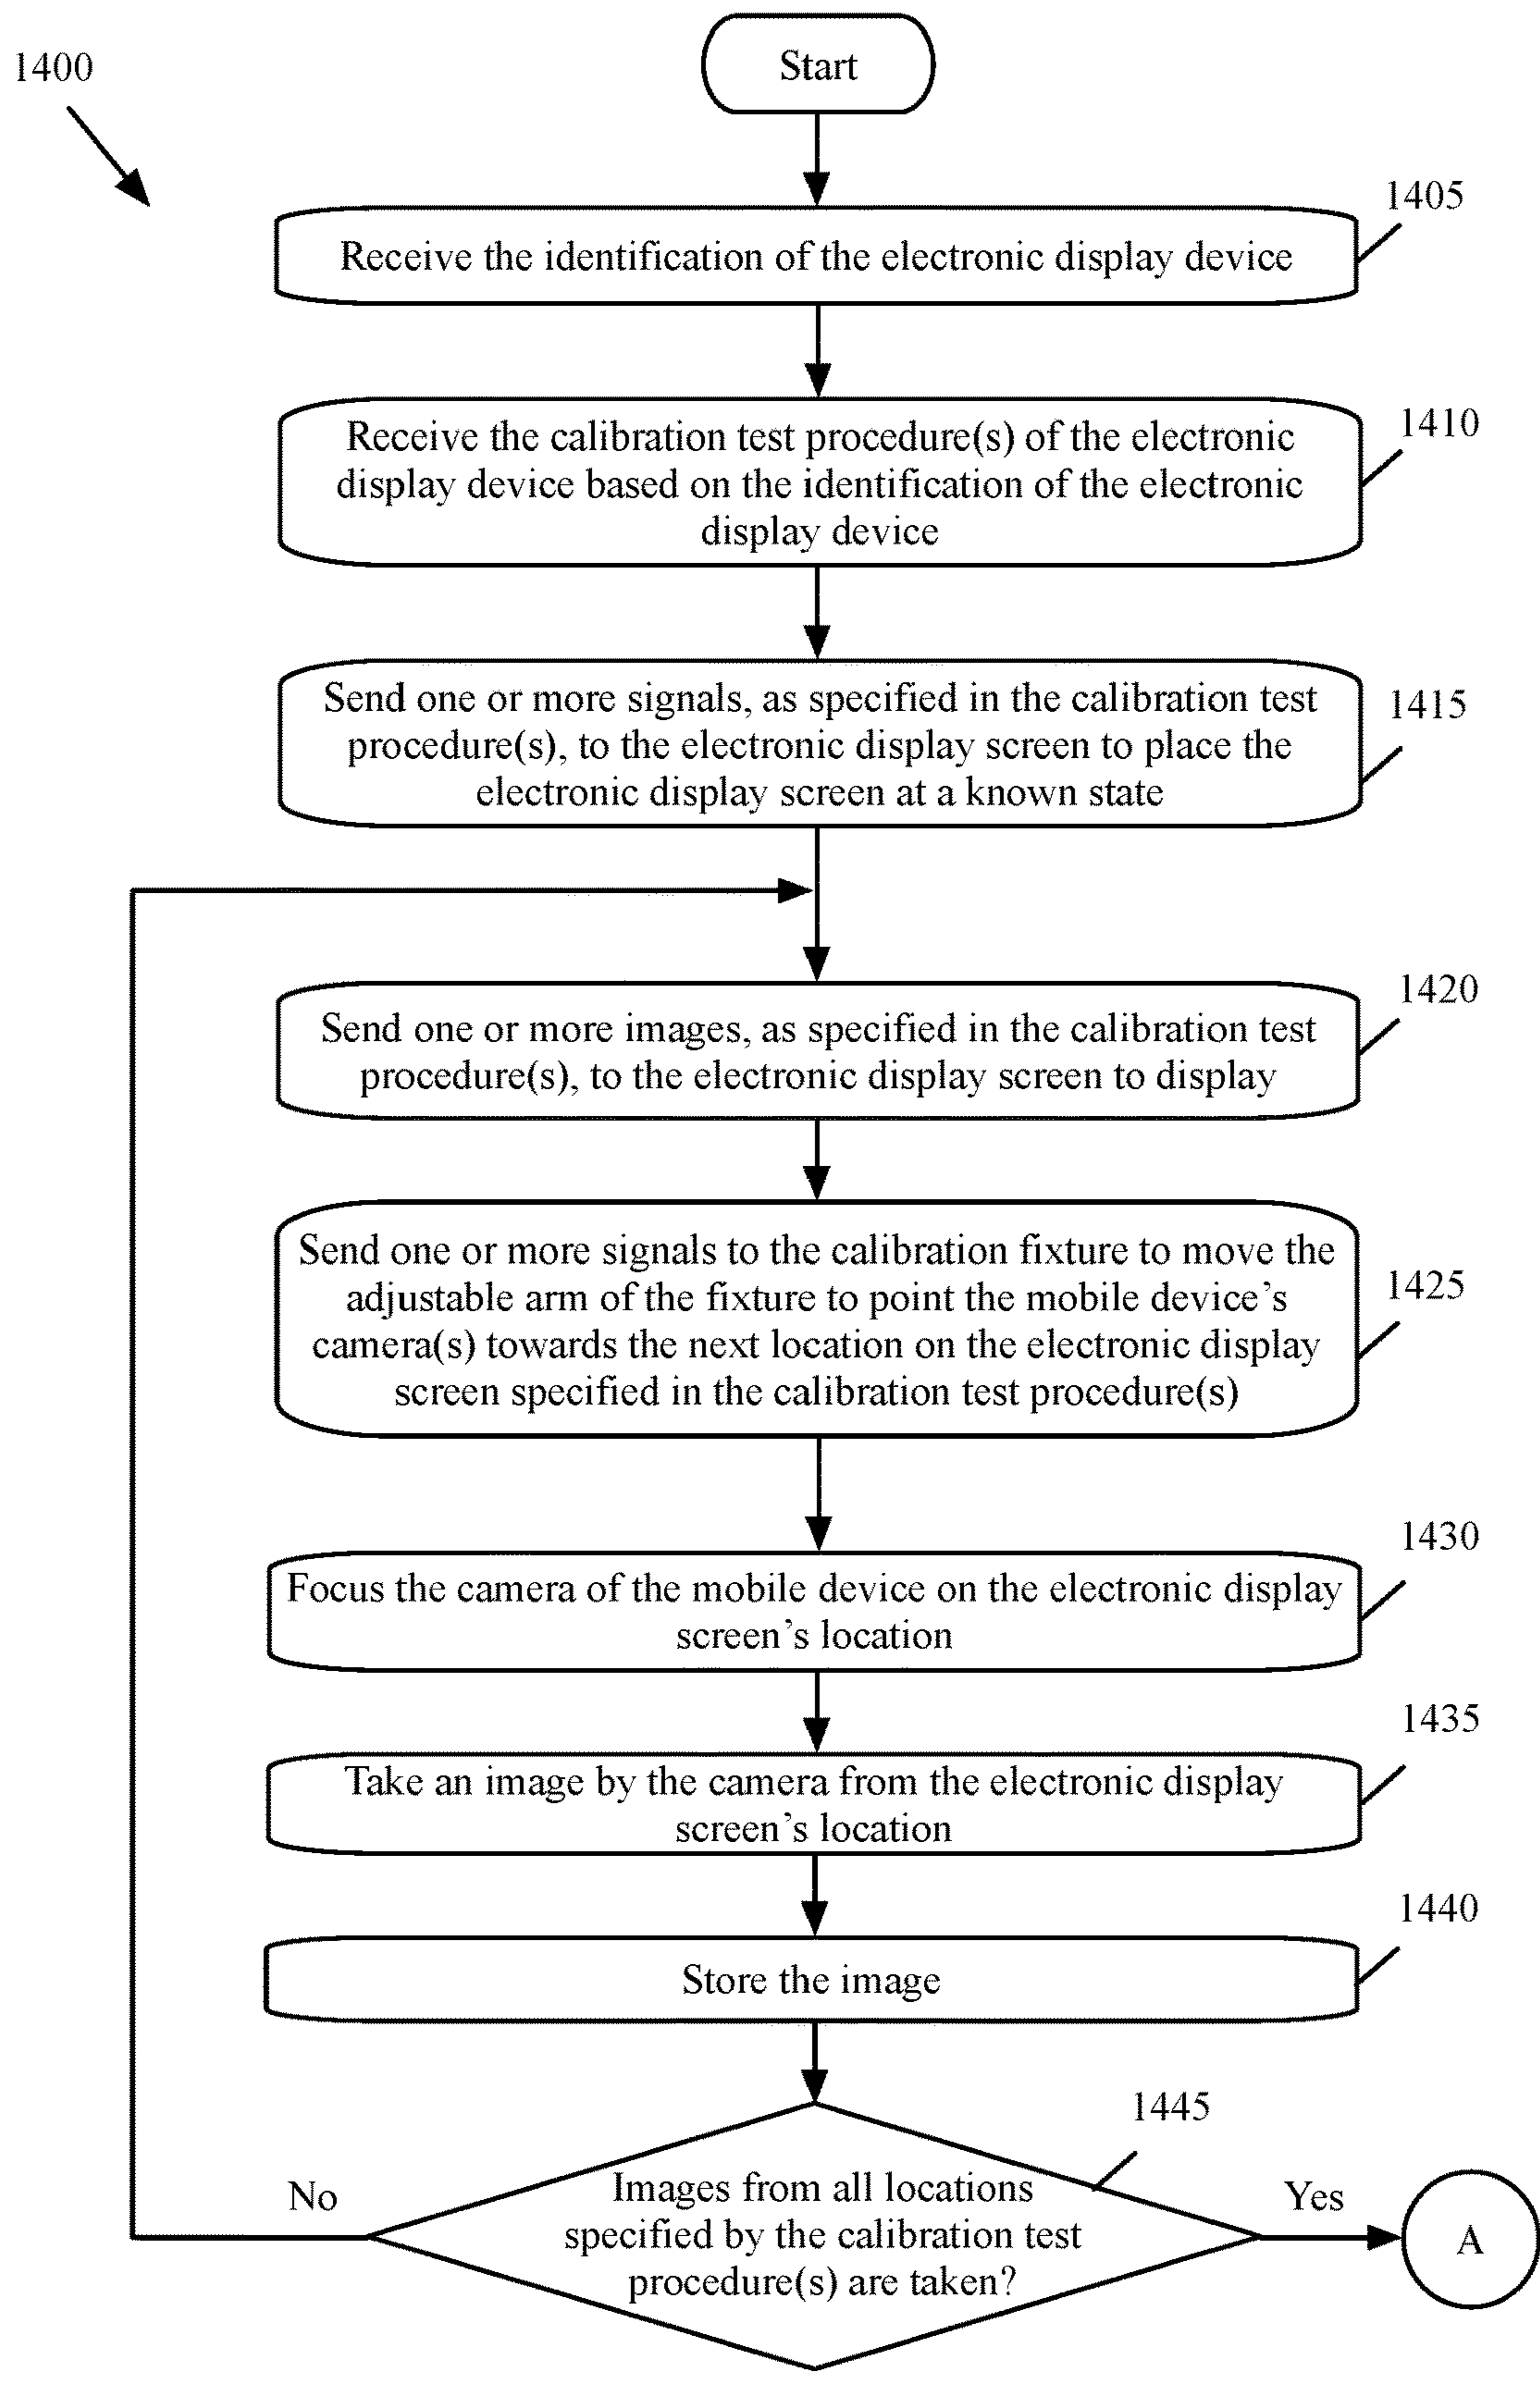 1400
Start
1405
Receive the identification of the electronic display device
1410
Receive the calibration test procedure(s) of the electronic
display device based on the identification of the electronic
display device
1415
Send one or more signals, as specified in the calibration test
procedure(s), to the electronic display screen to place the
electronic display screen at a known state
1420
Send one or more images, as specified in the calibration test
procedure(s), to the electronic display screen to display
1425
Send one or more signals to the calibration fixture to move the
adjustable arm of the fixture to point the mobile device’s
camera(s) towards the next location on the electronic display
screen specified in the calibration test procedure(s)
1430
Focus the camera of the mobile device on the electronic display
screen’s location
1435
Take an image by the camera from the electronic display
screen’s location
1440
Store the image
1445
Images from all locations
specified by the calibration test
procedure(s) are taken?
No
Yes
A